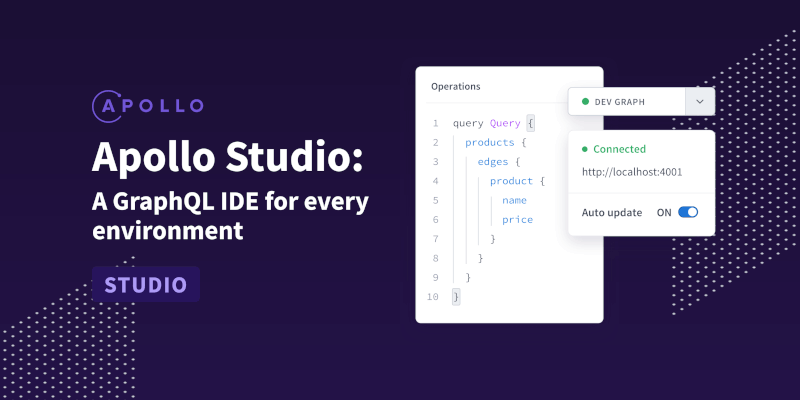 APOLLO
Apollo Studio:
A GraphQL IDE for every
environment
STUDIO
Operations
1 query Query {
2 products {
3 edges {
4 product {
5 name
6 price
7 }
8 }
9 }
10 }
DEV GRAPH
Connected
http://localhost:4001
Auto update ON